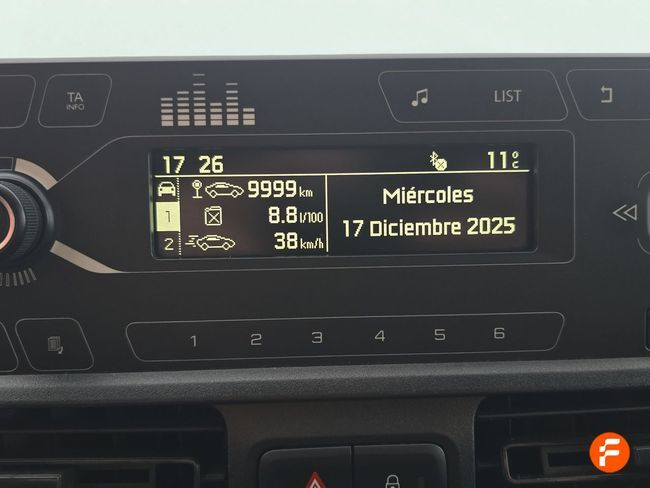 TA
INFO
LIST
17 26
11°C
9999 km
1
8.8 l/100
2
38 km/h
Miércoles
17 Diciembre 2025
1 2 3 4 5 6